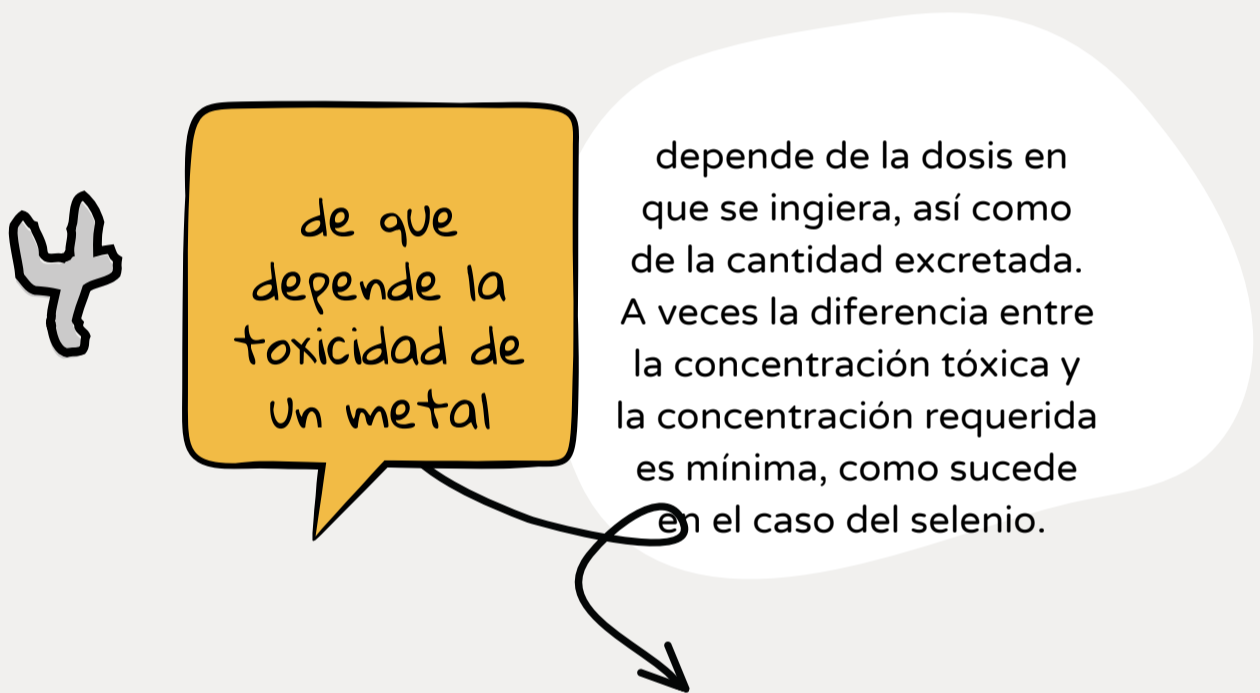 4
de que
depende la
toxicidad de
un metal
depende de la dosis en
que se ingiera, así como
de la cantidad excretada.
A veces la diferencia entre
la concentración tóxica y
la concentración requerida
es mínima, como sucede
en el caso del selenio.